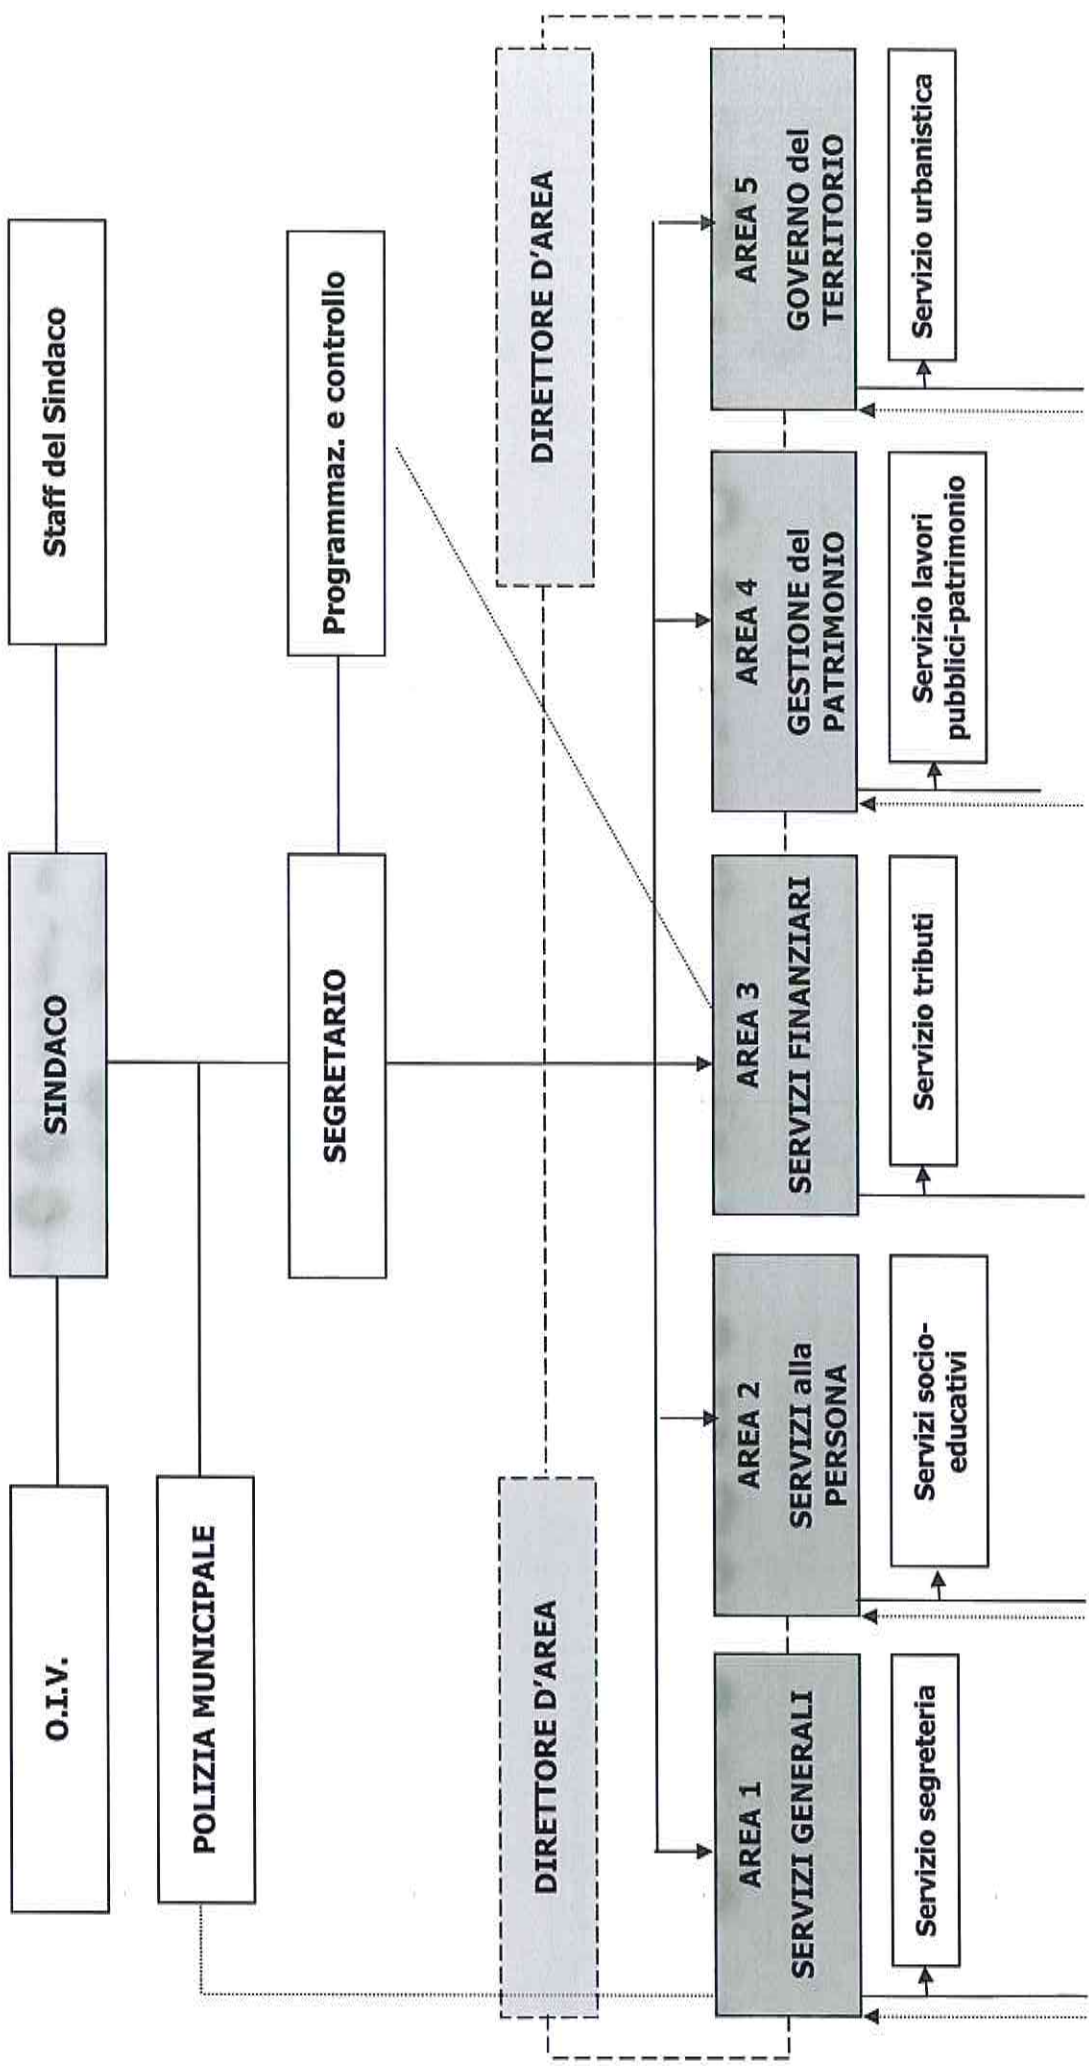 O.I.V.
SINDACO
Staff del Sindaco
POLIZIA MUNICIPALE
SEGRETARIO
Programmaz. e controllo
DIRETTORE D'AREA
DIRETTORE D'AREA
AREA 1
SERVIZI GENERALI
AREA 2
SERVIZI alla
PERSONA
AREA 3
SERVIZI FINANZIARI
AREA 4
GESTIONE del
PATRIMONIO
AREA 5
GOVERNO del
TERRITORIO
Servizio segreteria
Servizi socio-
educativi
Servizio tributi
Servizio lavori
pubblici-patrimonio
Servizio urbanistica